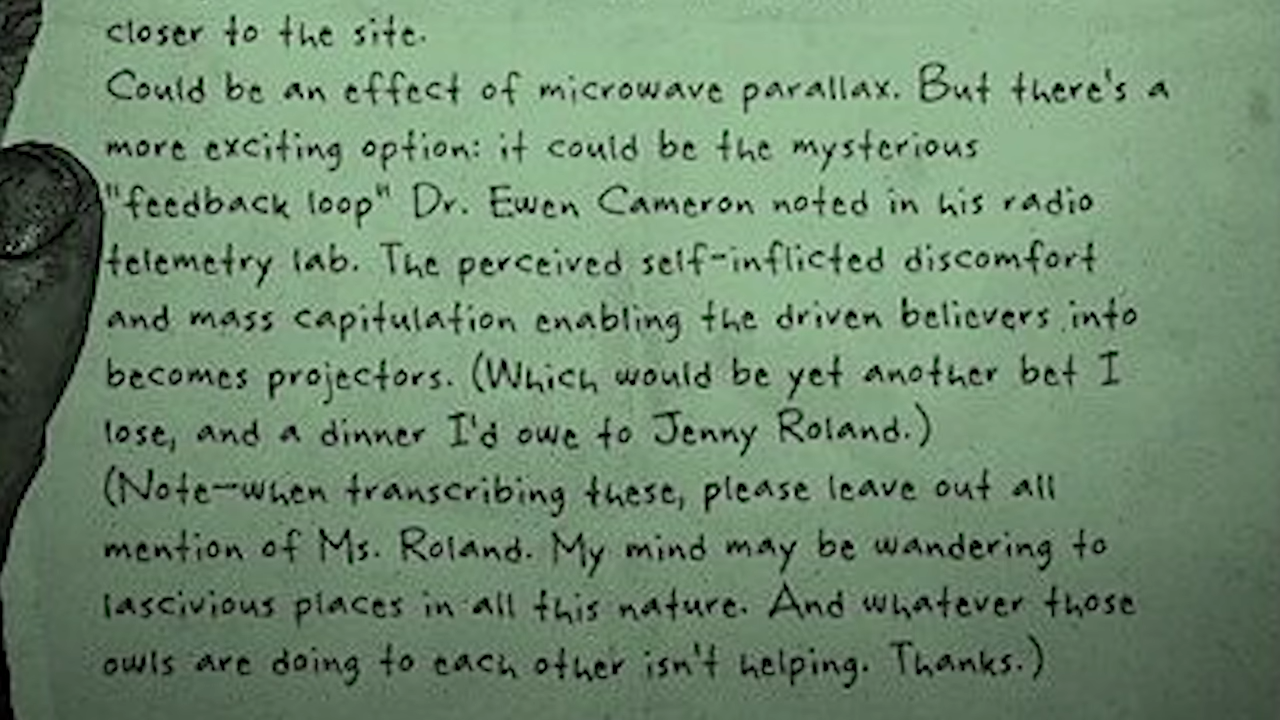 closer to the site.
Could be an effect of microwave parallax. But there's a
more exciting option: it could be the mysterious
"feedback loop" Dr. Ewen Cameron noted in his radio
telemetry lab. The perceived self-inflicted discomfort
and mass capitulation enabling the driven believers into
becomes projectors. (Which would be yet another bet I
lose, and a dinner I'd owe to Jenny Roland.)
(Note—when transcribing these, please leave out all
mention of Ms. Roland. My mind may be wandering to
lascivious places in all this nature. And whatever those
owls are doing to each other isn't helping. Thanks.)